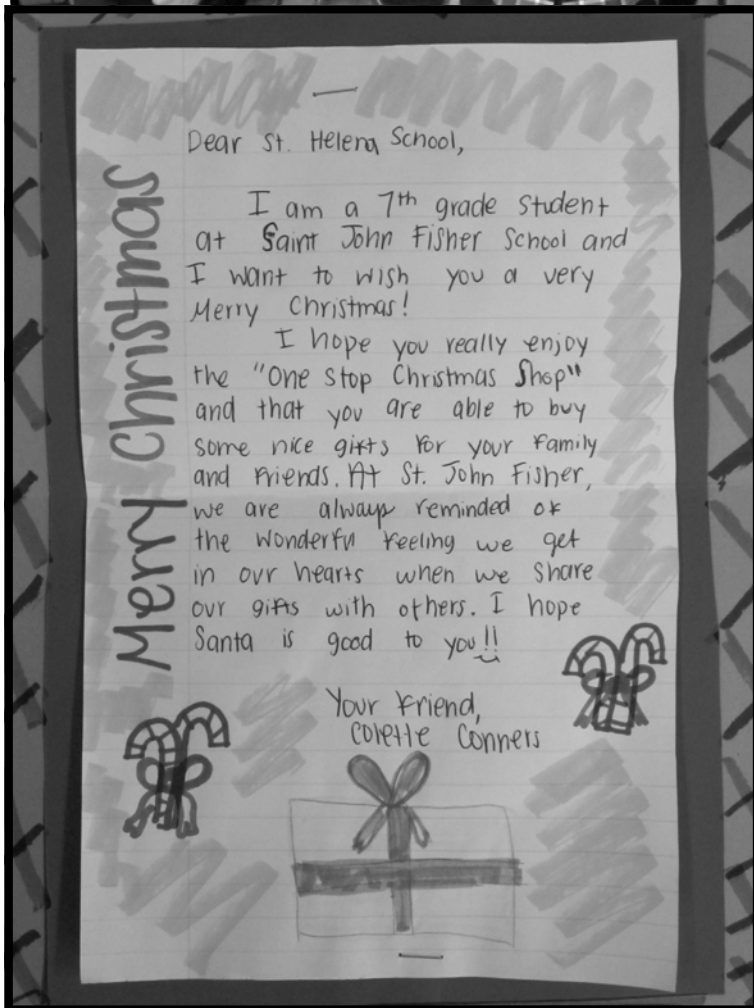 Merry Christmas
Dear St. Helena School,
I am a 7th grade student
at Saint John Fisher School and
I want to wish you a very
Merry Christmas!
I hope you really enjoy
the "One Stop Christmas Shop"
and that you are able to buy
some nice gifts for your family
and friends. At St. John Fisher,
we are always reminded of
the wonderful feeling we get
in our hearts when we share
our gifts with others. I hope
Santa is good to you!!
Your Friend,
Colette Conners